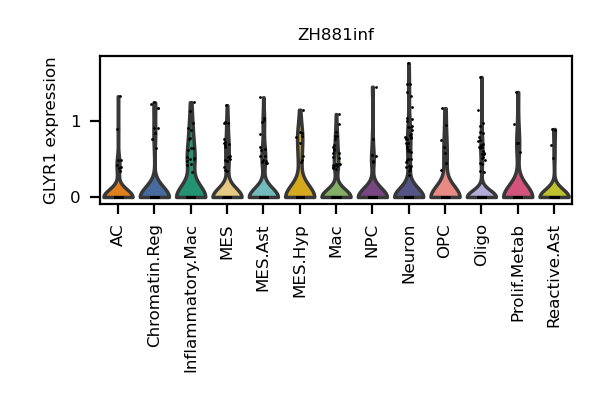 ZH881inf
GLYR1 expression
1
0
AC
Chromatin.Reg
Inflammatory.Mac
MES
MES.Ast
MES.Hyp
Mac
NPC
Neuron
OPC
Oligo
Prolif.Metab
Reactive.Ast